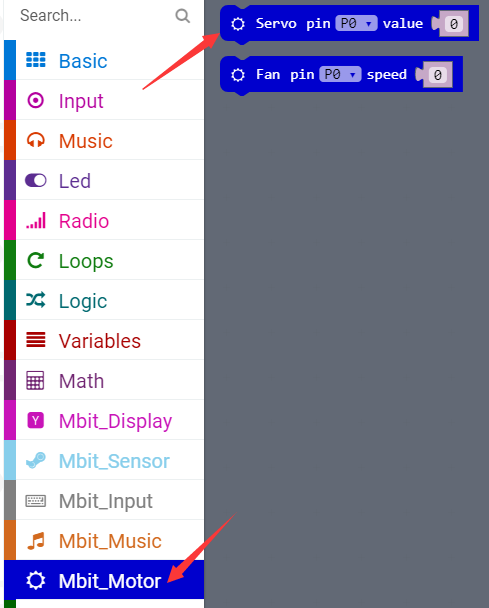 Search...
Servo pin P0 value 0
Fan pin P0 speed 0
Basic
Input
Music
Led
Radio
Loops
Logic
Variables
Math
Y Mbit_Display
Mbit_Sensor
Mbit_Input
Mbit_Music
Mbit_Motor